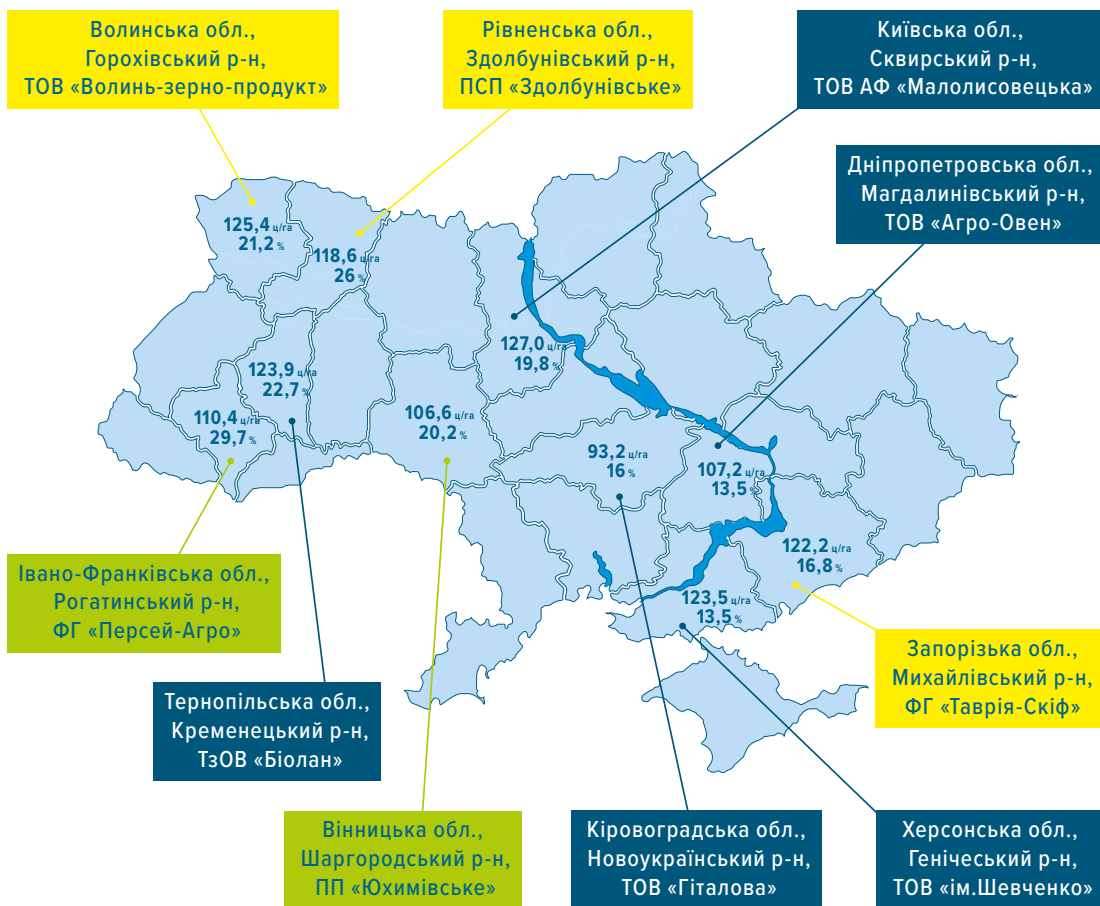 Волинська обл.,
Горохівський р-н,
ТОВ «Волинь-зерно-продукт»
Рівненська обл.,
Здолбунівський р-н,
ПСП «Здолбунівське»
Київська обл.,
Сквирський р-н,
ТОВ АФ «Малолисовецька»
Дніпропетровська обл.,
Магдалинівський р-н,
ТОВ «Агро-Овен»
125,4 ц/га
21,2 %
118,6 ц/га
26 %
127,0 ц/га
19,8 %
123,9 ц/га
22,7 %
110,4 ц/га
29,7 %
106,6 ц/га
20,2 %
93,2 ц/га
16 %
107,2 ц/га
13,5 %
122,2 ц/га
16,8 %
123,5 ц/га
13,5 %
Івано-Франківська обл.,
Рогатинський р-н,
ФГ «Персей-Агро»
Запорізька обл.,
Михайлівський р-н,
ФГ «Таврія-Скіф»
Тернопільська обл.,
Кременецький р-н,
ТзОВ «Біолан»
Вінницька обл.,
Шаргородський р-н,
ПП «Юхимівське»
Кіровоградська обл.,
Новоукраїнський р-н,
ТОВ «Гіталова»
Херсонська обл.,
Геніческий р-н,
ТОВ «ім.Шевченко»